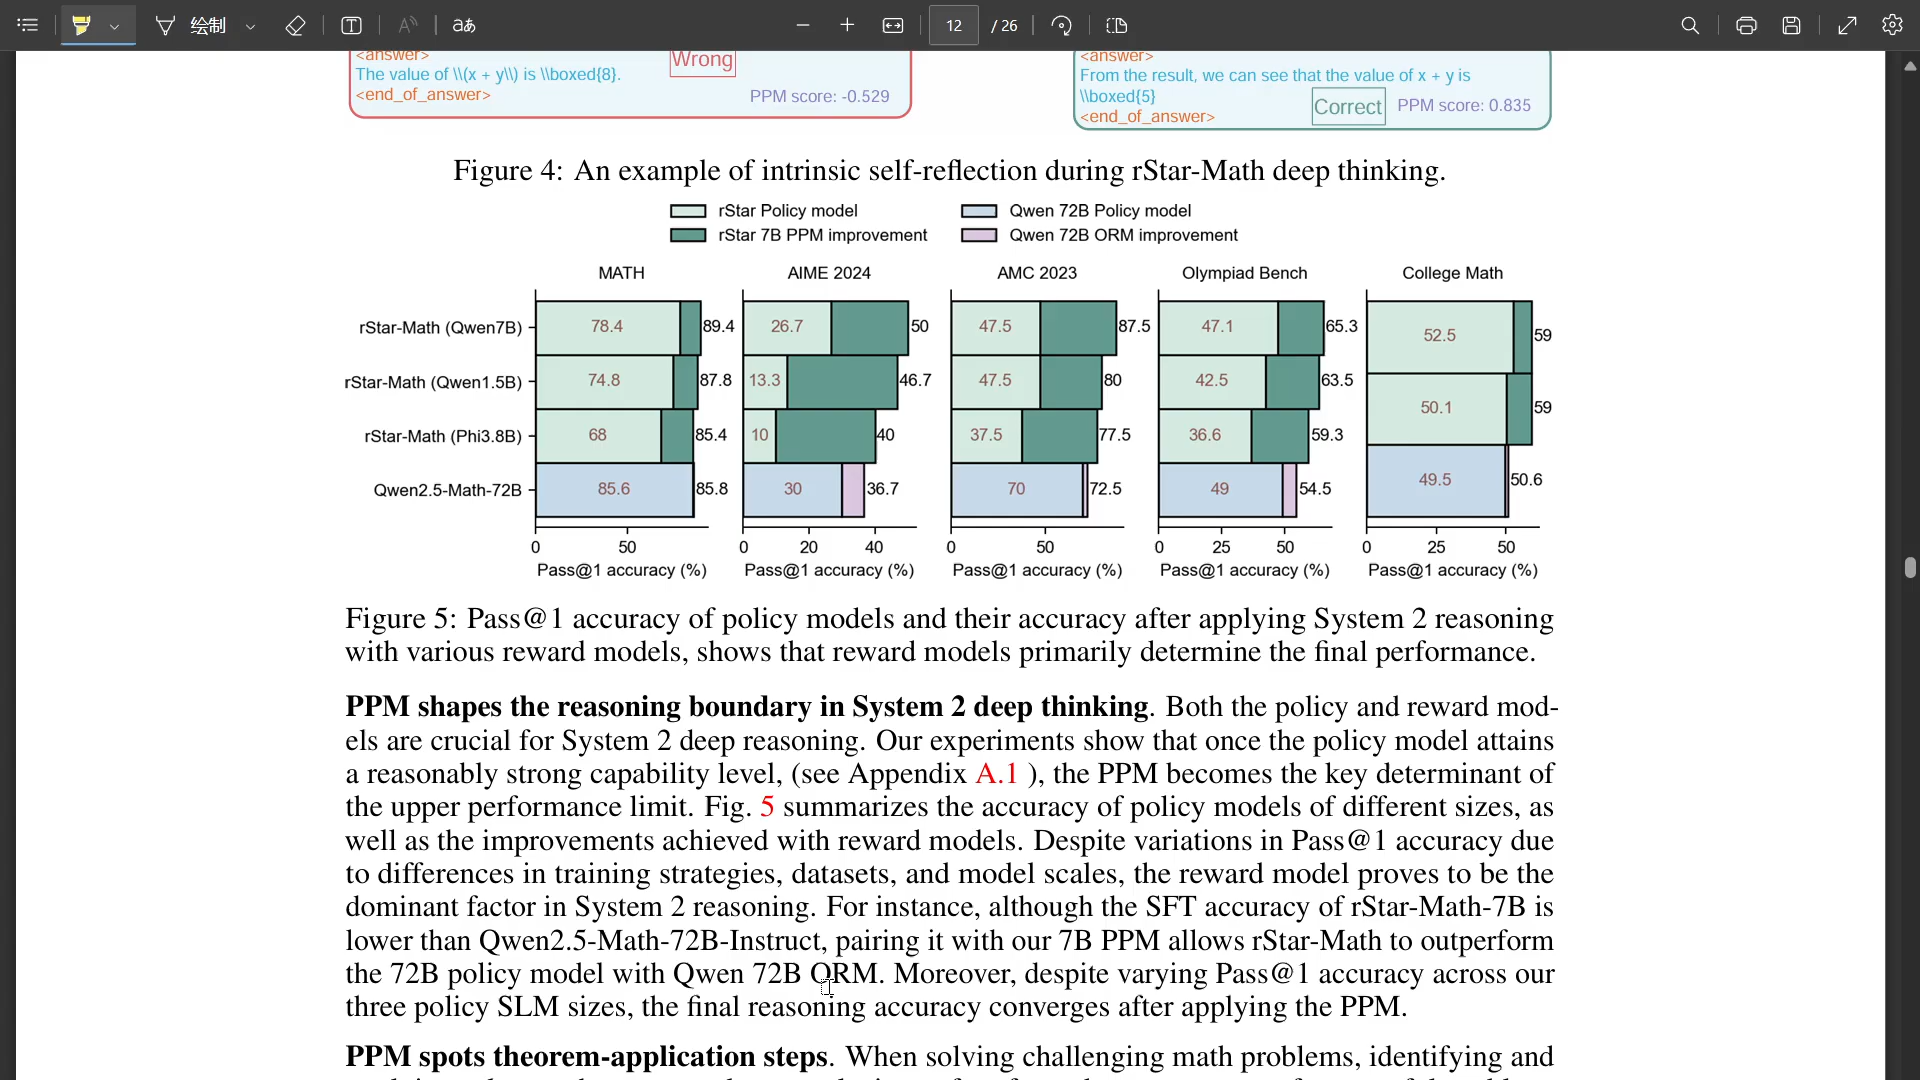 绘制
12
/ 26
aあ
<answer>
The value of \\(x + y\\) is \\boxed{8}.
<end_of_answer>
Wrong
PPM score: -0.529
<answer>
From the result, we can see that the value of x + y is
\\boxed{5}
<end_of_answer>
Correct
PPM score: 0.835
Figure 4: An example of intrinsic self-reflection during rStar-Math deep thinking.
rStar Policy model
Qwen 72B Policy model
rStar 7B PPM improvement
Qwen 72B ORM improvement
MATH
AIME 2024
AMC 2023
Olympiad Bench
College Math
rStar-Math (Qwen7B)
78.4
89.4
26.7
50
47.5
87.5
47.1
65.3
52.5
59
rStar-Math (Qwen1.5B)
74.8
87.8
13.3
46.7
47.5
80
42.5
63.5
50.1
59
rStar-Math (Phi3.8B)
68
85.4
10
40
37.5
77.5
36.6
59.3
Qwen2.5-Math-72B
85.6
85.8
30
36.7
70
72.5
49
54.5
49.5
50.6
0 50
0 20 40
0 50
0 25 50
0 25 50
Pass@1 accuracy (%)
Pass@1 accuracy (%)
Pass@1 accuracy (%)
Pass@1 accuracy (%)
Pass@1 accuracy (%)
Figure 5: Pass@1 accuracy of policy models and their accuracy after applying System 2 reasoning
with various reward models, shows that reward models primarily determine the final performance.
PPM shapes the reasoning boundary in System 2 deep thinking. Both the policy and reward mod-
els are crucial for System 2 deep reasoning. Our experiments show that once the policy model attains
a reasonably strong capability level, (see Appendix A.1 ), the PPM becomes the key determinant of
the upper performance limit. Fig. 5 summarizes the accuracy of policy models of different sizes, as
well as the improvements achieved with reward models. Despite variations in Pass@1 accuracy due
to differences in training strategies, datasets, and model scales, the reward model proves to be the
dominant factor in System 2 reasoning. For instance, although the SFT accuracy of rStar-Math-7B is
lower than Qwen2.5-Math-72B-Instruct, pairing it with our 7B PPM allows rStar-Math to outperform
the 72B policy model with Qwen 72B ORM. Moreover, despite varying Pass@1 accuracy across our
three policy SLM sizes, the final reasoning accuracy converges after applying the PPM.
PPM spots theorem-application steps. When solving challenging math problems, identifying and